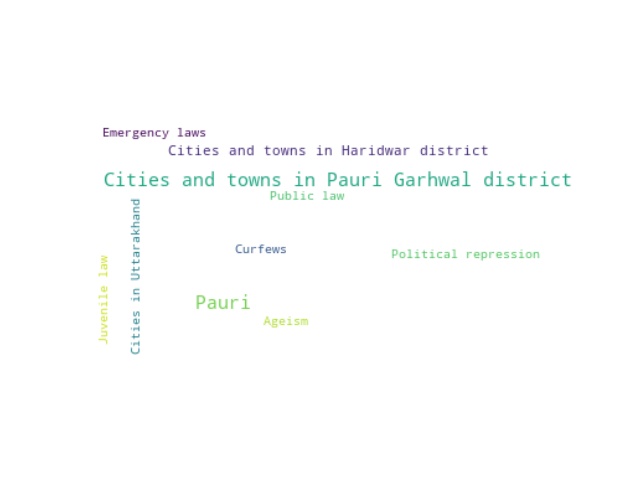 Emergency laws
Cities and towns in Haridwar district
Cities and towns in Pauri Garhwal district
Public law
Cities in Uttarakhand
Juvenile law
Curfews
Political repression
Pauri
Ageism